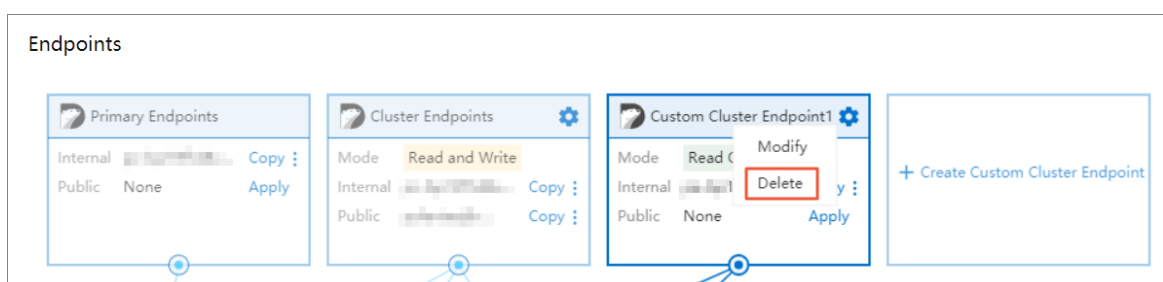 Endpoints
Primary Endpoints
Internal Copy
Public None Apply
Cluster Endpoints
Mode Read and Write
Internal Copy
Public Copy
Custom Cluster Endpoint1
Modify
Delete
Mode Read
Internal
Public None Apply
+ Create Custom Cluster Endpoint